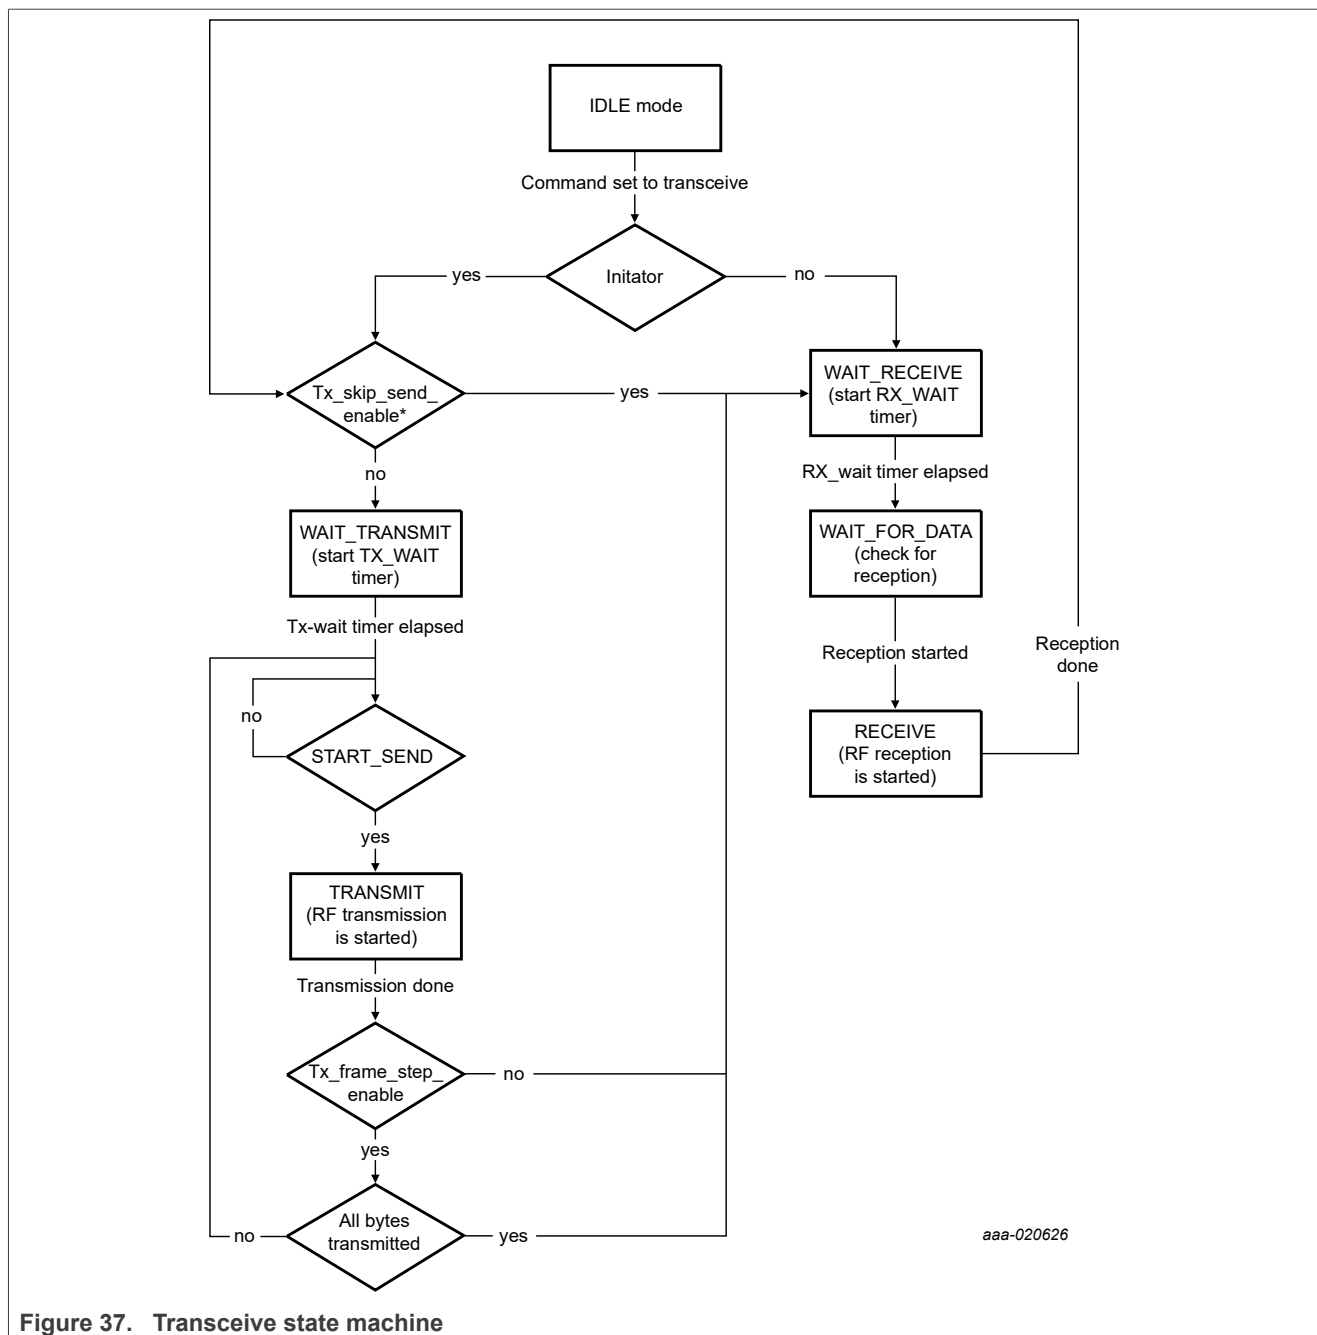 IDLE mode
Command set to transceive
Initator
yes
no
Tx_skip_send_
enable*
yes
WAIT_RECEIVE
(start RX_WAIT
timer)
no
RX_wait timer elapsed
WAIT_TRANSMIT
(start TX_WAIT
timer)
WAIT_FOR_DATA
(check for
reception)
Tx-wait timer elapsed
Reception started
Reception
done
no
START_SEND
RECEIVE
(RF reception
is started)
yes
TRANSMIT
(RF transmission
is started)
Transmission done
Tx_frame_step_
enable
no
yes
All bytes
transmitted
no
yes
aaa-020626
Figure 37. Transceive state machine